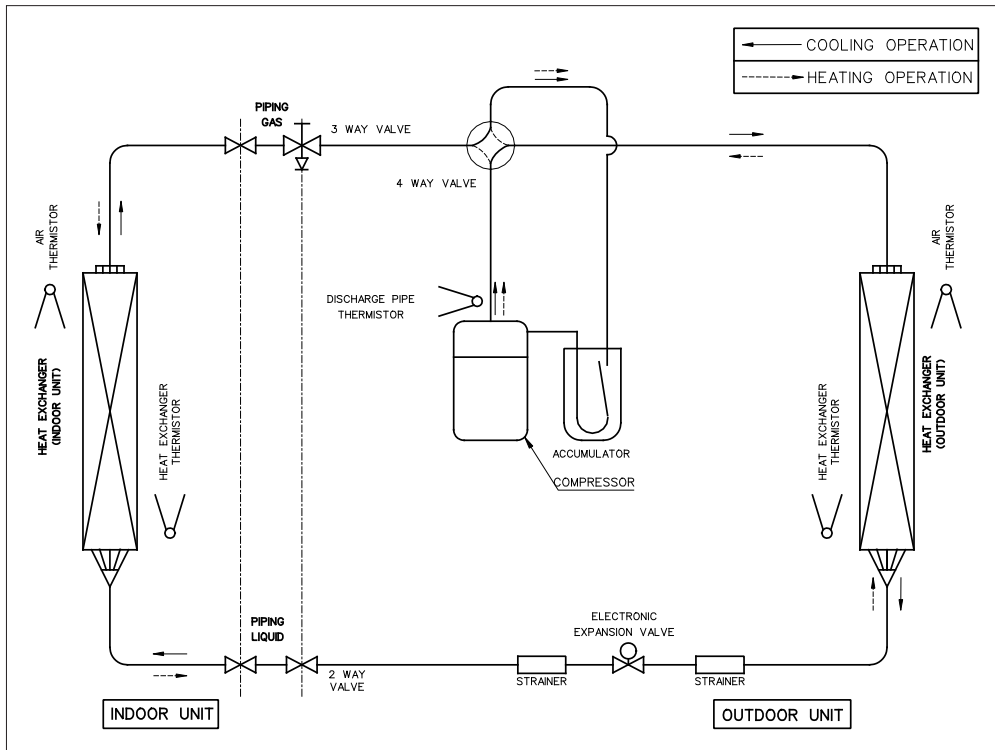 COOLING OPERATION
HEATING OPERATION
PIPING
GAS
3 WAY VALVE
4 WAY VALVE
AIR
THERMISTOR
AIR
THERMISTOR
DISCHARGE PIPE
THERMISTOR
HEAT EXCHANGER
(INDOOR UNIT)
HEAT EXCHANGER
THERMISTOR
HEAT EXCHANGER
THERMISTOR
HEAT EXCHANGER
(OUTDOOR UNIT)
ACCUMULATOR
COMPRESSOR
PIPING
LIQUID
ELECTRONIC
EXPANSION VALVE
2 WAY
VALVE
STRAINER
STRAINER
INDOOR UNIT
OUTDOOR UNIT